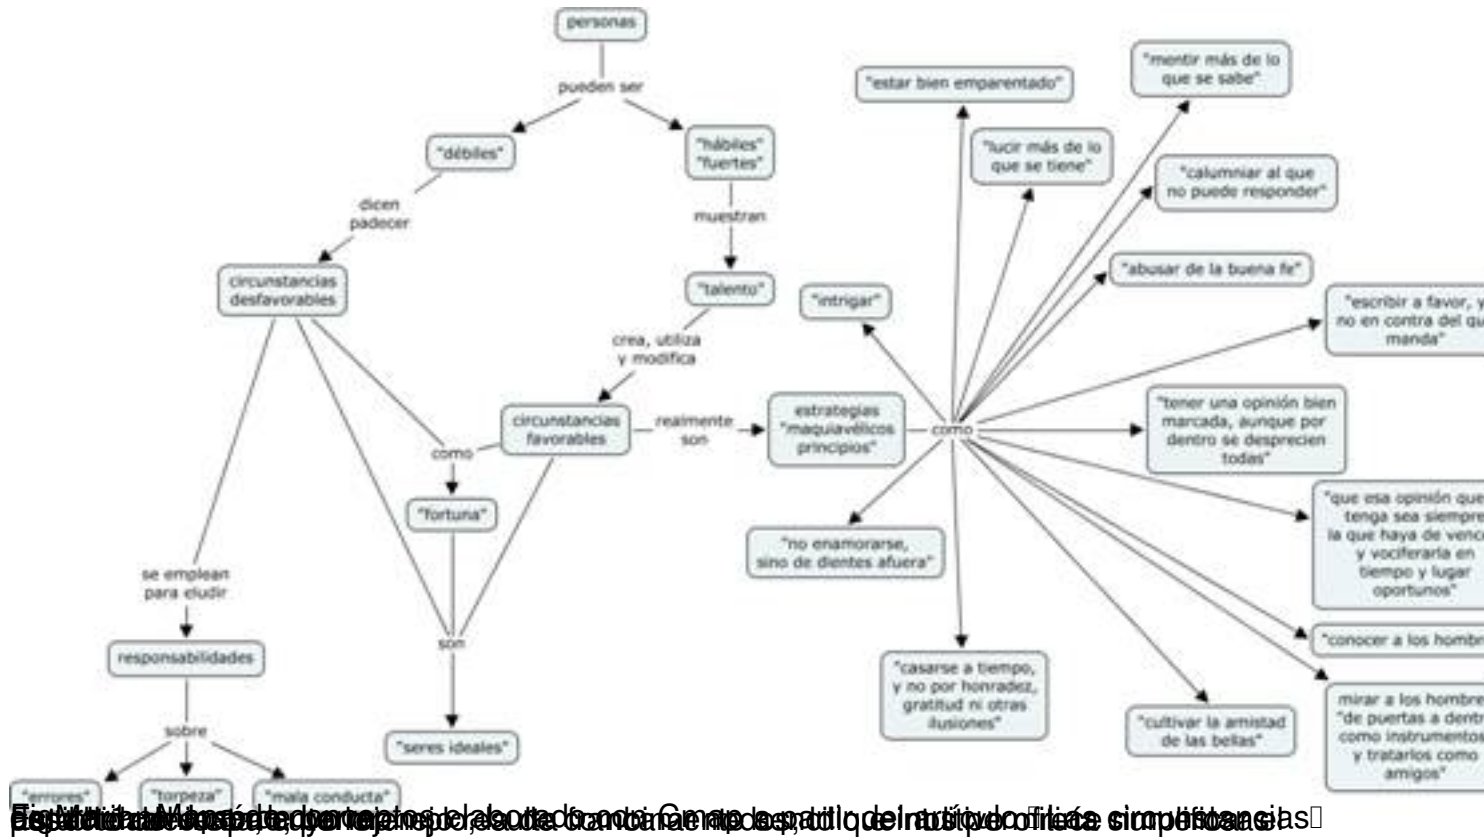 personas
pueden ser
"débiles"
"hábiles"
"fuertes"
dicen
padecer
muestran
circunstancias
desfavorables
"talento"
crea, utiliza
y modifica
circunstancias
favorables
realmente
son
estrategias
"maquiavélicos
principios"
como
como
"fortuna"
se emplean
para eludir
son
responsabilidades
sobre
"seres ideales"
"errores"
"torpeza"
"mala conducta"
"estar bien emparentado"
"mentir más de lo
que se sabe"
"lucir más de lo
que se tiene"
"calumniar al que
no puede responder"
"abusar de la buena fe"
"intrigar"
"escribir a favor, y
no en contra del
manda"
"tener una opinión bien
marcada, aunque por
dentro se desprecien
todas"
"que esa opinión que
tenga sea siempre
la que haya de
y vociferarla en
tiempo y lugar
oportunos"
"no enamorarse,
sino de dientes afuera"
"conocer a los
"casarse a tiempo,
y no por honradez,
gratitud ni otras
ilusiones"
"cultivar la amistad
de las bellas"
mirar a los
"de puertas a
como instrumentos
y tratarlos como
amigos"